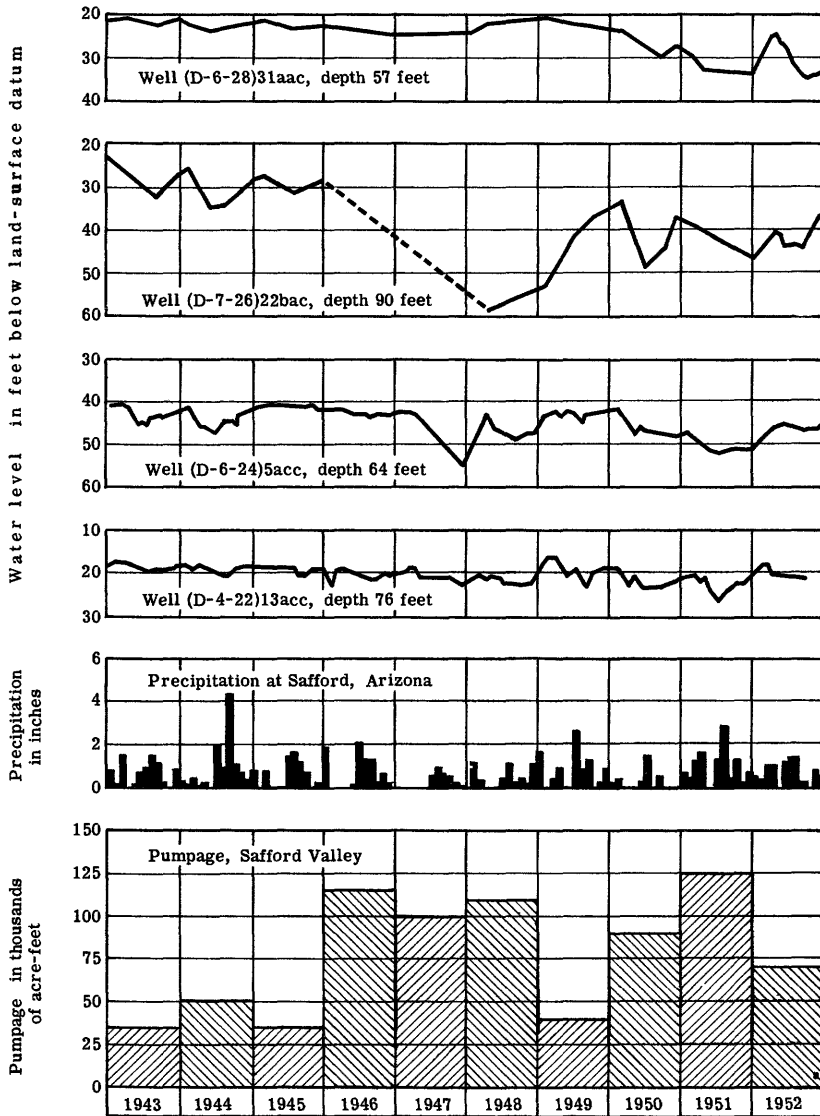 Water level in feet below land-surface datum
20
30
40
Well (D-6-28)31aac, depth 57 feet
20
30
40
50
60
Well (D-7-26)22bac, depth 90 feet
30
40
50
60
Well (D-6-24)5acc, depth 64 feet
10
20
30
Well (D-4-22)13acc, depth 76 feet
Precipitation
in inches
6
4
2
0
Precipitation at Safford, Arizona
Pumpage in thousands
of acre-feet
150
125
100
75
50
25
0
Pumpage, Safford Valley
1943 1944 1945 1946 1947 1948 1949 1950 1951 1952